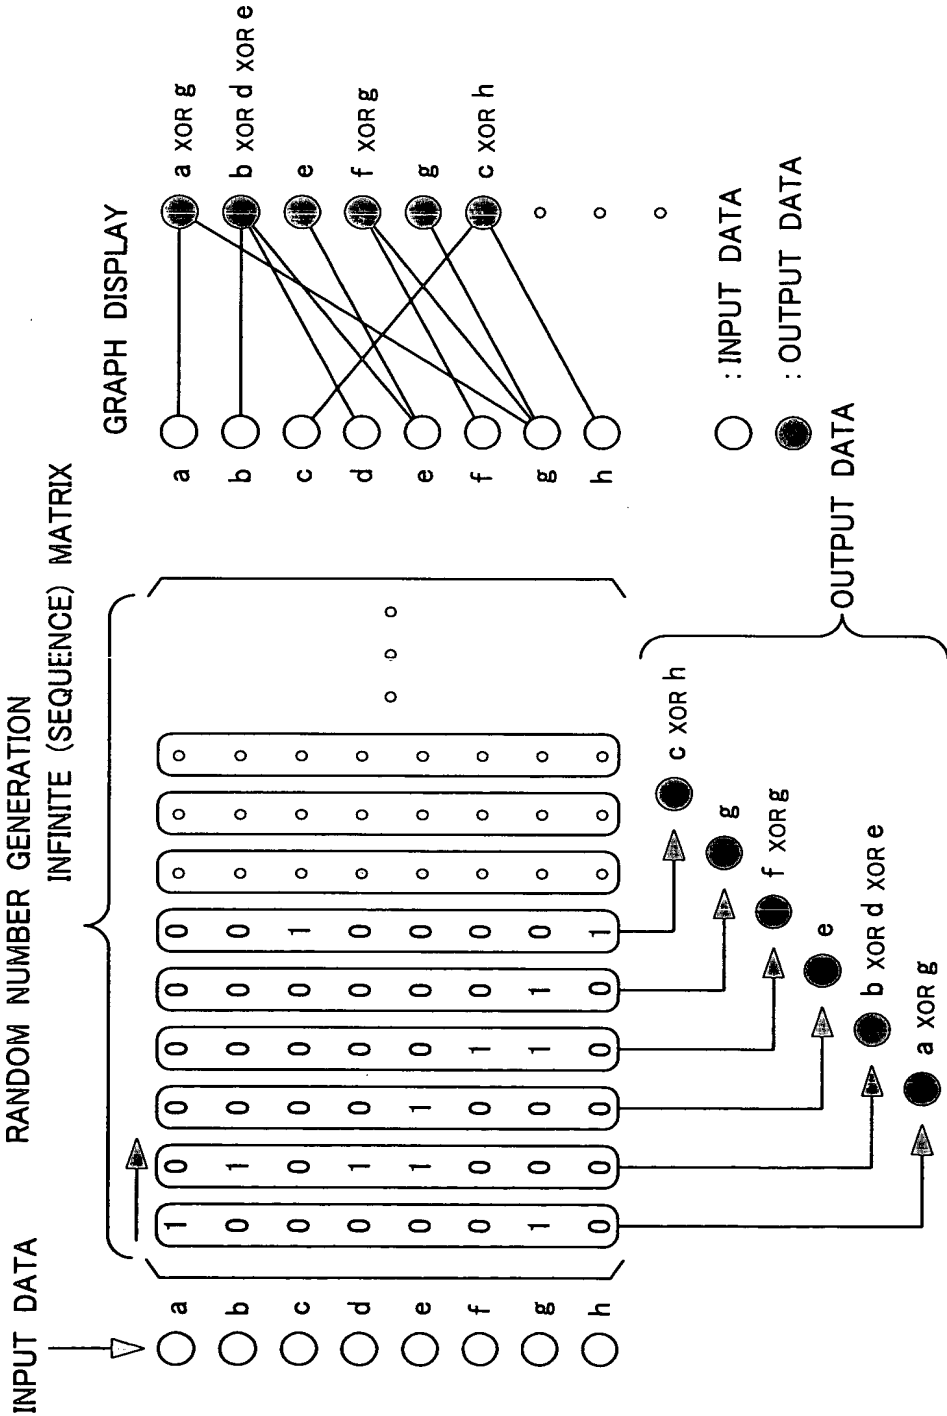 INPUT DATA
RANDOM NUMBER GENERATION
INFINITE (SEQUENCE) MATRIX
a 1 0 0 0 0 0
b 0 1 0 0 0 0
c 0 0 0 0 0 1
d 0 1 0 0 0 0
e 0 1 1 0 0 0
f 0 0 0 1 0 0
g 1 0 0 1 1 0
h 0 0 0 0 0 1
c XOR h
g
f XOR g
e
b XOR d XOR e
a XOR g
OUTPUT DATA
GRAPH DISPLAY
a a XOR g
b b XOR d XOR e
c e
d f XOR g
e g
f c XOR h
g
h
: INPUT DATA
: OUTPUT DATA